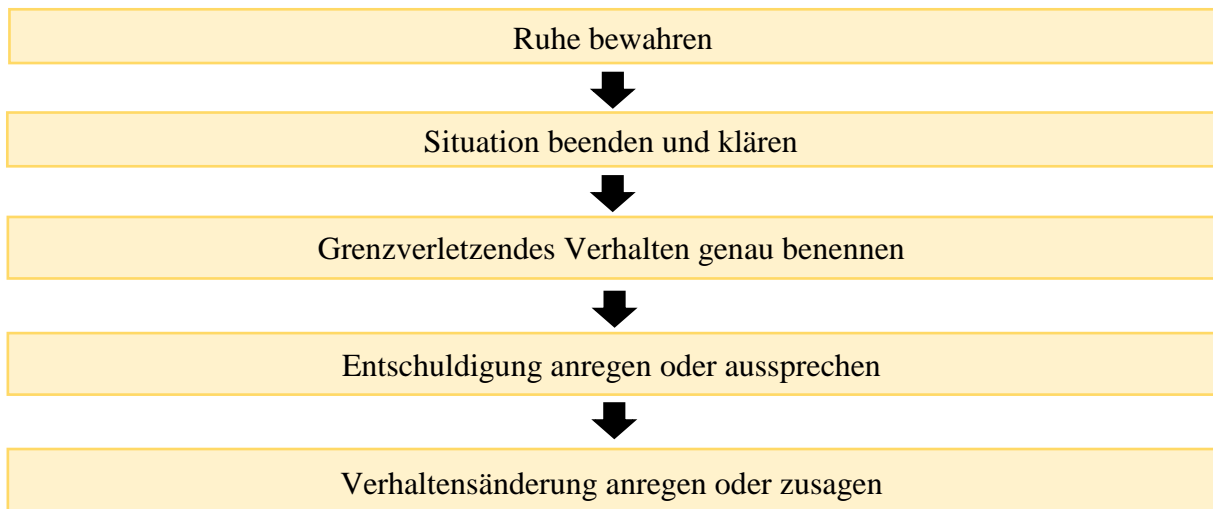 Ruhe bewahren
Situation beenden und klären
Grenzverletzendes Verhalten genau benennen
Entschuldigung anregen oder aussprechen
Verhaltensänderung anregen oder zusagen